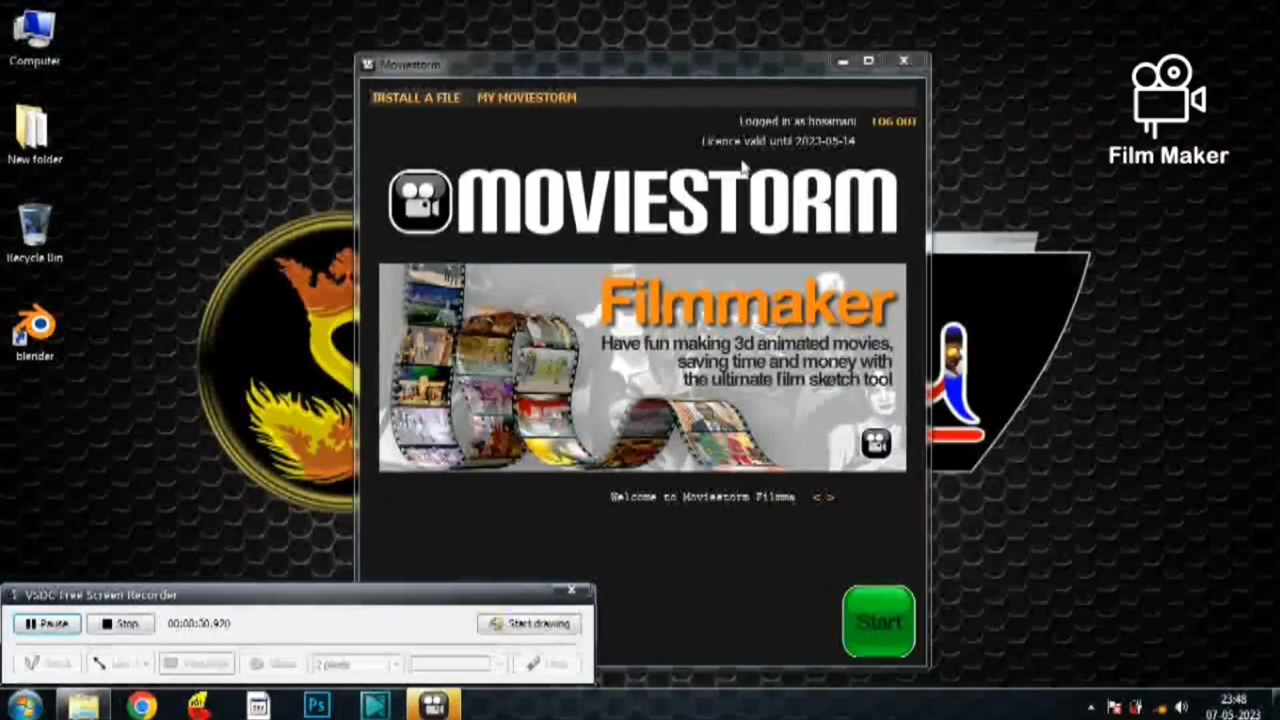 Computer
New folder
Recycle Bin
blender
Moviestorm
INSTALL A FILE MY MOVIESTORM
Logged in as hosamani LOG OUT
Licence valid until 2023-05-14
MOVIESTORM
Filmmaker
Have fun making 3d animated movies,
saving time and money with
the ultimate film sketch tool
Welcome to Moviestorm Filmma < >
Start
Film Maker
VSDC Free Screen Recorder
Pause Stop 00:00:30.920 Start drawing
2 pixels
Ps
23:48
07-05-2023